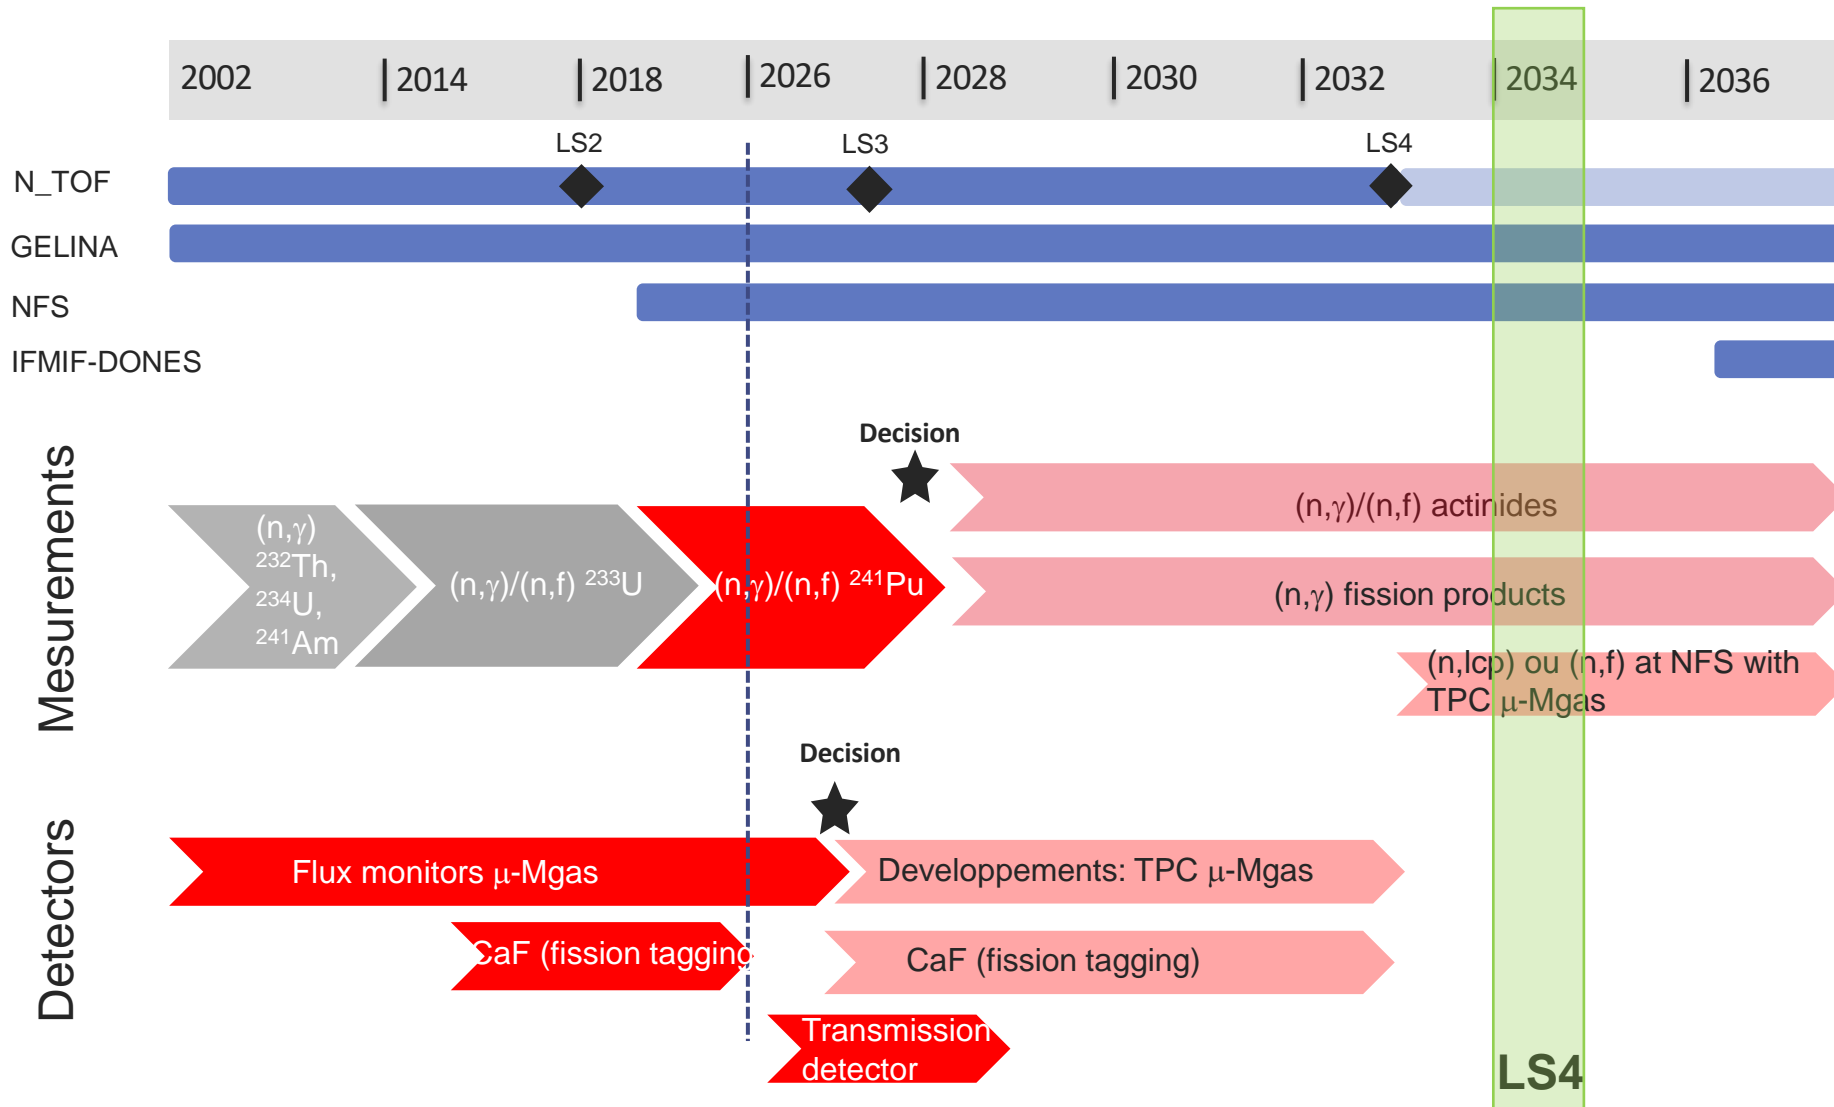 2002
2014
2018
2026
2028
2030
2032
2034
2036
LS2
LS3
LS4
N_TOF
GELINA
NFS
IFMIF-DONES
Mesurements
Decision
(n,γ)
²³²Th,
²³⁴U,
²⁴¹Am
(n,γ)/(n,f) ²³³U
(n,γ)/(n,f) ²⁴¹Pu
(n,γ)/(n,f) actinides
(n,γ) fission products
(n,lcp) ou (n,f) at NFS with
TPC μ-Mgas
Detectors
Decision
Flux monitors μ-Mgas
Developpements: TPC μ-Mgas
CaF (fission tagging
CaF (fission tagging)
Transmission
detector
LS4